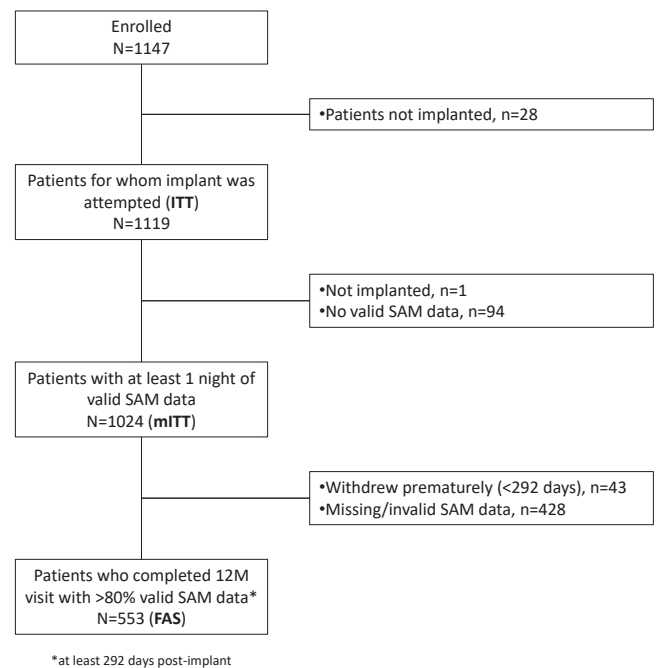 Enrolled
N=1147
•Patients not implanted, n=28
Patients for whom implant was
attempted (ITT)
N=1119
•Not implanted, n=1
•No valid SAM data, n=94
Patients with at least 1 night of
valid SAM data
N=1024 (mITT)
•Withdrew prematurely (<292 days), n=43
•Missing/invalid SAM data, n=428
Patients who completed 12M
visit with >80% valid SAM data*
N=553 (FAS)
*at least 292 days post-implant